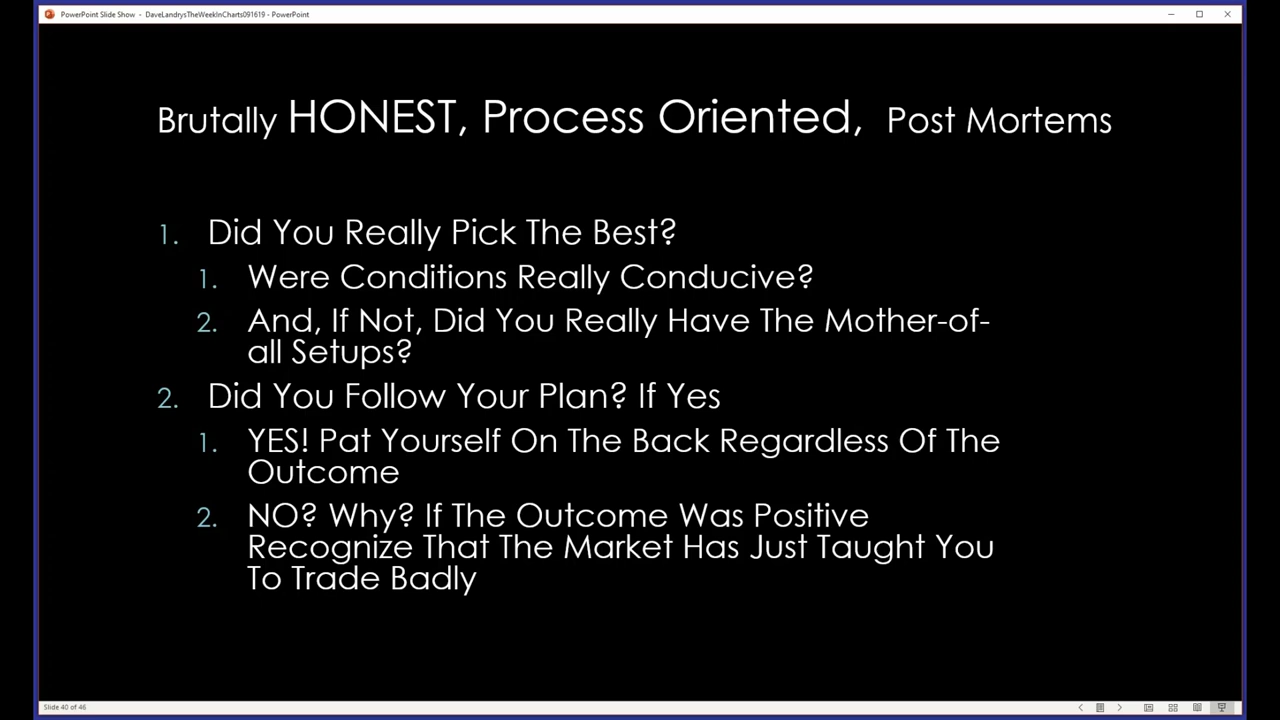 PowerPoint Slide Show - DaveLandrysTheWeekInCharts091619 - PowerPoint
Brutally HONEST, Process Oriented, Post Mortems
1. Did You Really Pick The Best?
1. Were Conditions Really Conducive?
2. And, If Not, Did You Really Have The Mother-of-
all Setups?
2. Did You Follow Your Plan? If Yes
1. YES! Pat Yourself On The Back Regardless Of The
Outcome
2. NO? Why? If The Outcome Was Positive
Recognize That The Market Has Just Taught You
To Trade Badly
Slide 40 of 46